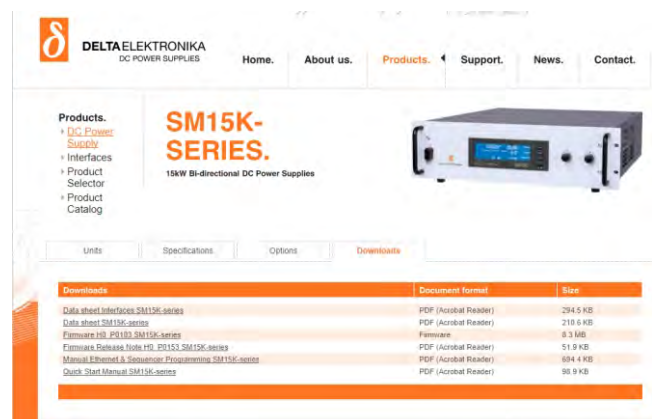 DELTA ELEKTRONIKA
DC POWER SUPPLIES
Home. About us. Products. Support. News. Contact.
Products.
DC Power
Supply
Interfaces
Product
Selector
Product
Catalog
SM15K-
SERIES.
15kW Bi-directional DC Power Supplies
Units Specifications Options Downloads
Downloads Document format Size
Data sheet Interfaces SM15K-series PDF (Acrobat Reader) 294.5 KB
Data sheet SM15K-series PDF (Acrobat Reader) 210.6 KB
Firmware H0_P0103 SM15K-series Firmware 8.3 MB
Firmware Release Note H0_P0153 SM15K-series PDF (Acrobat Reader) 51.9 KB
Manual Ethernet & Sequencer Programming SM15K-series PDF (Acrobat Reader) 694.4 KB
Quick Start Manual SM15K-series PDF (Acrobat Reader) 98.9 KB